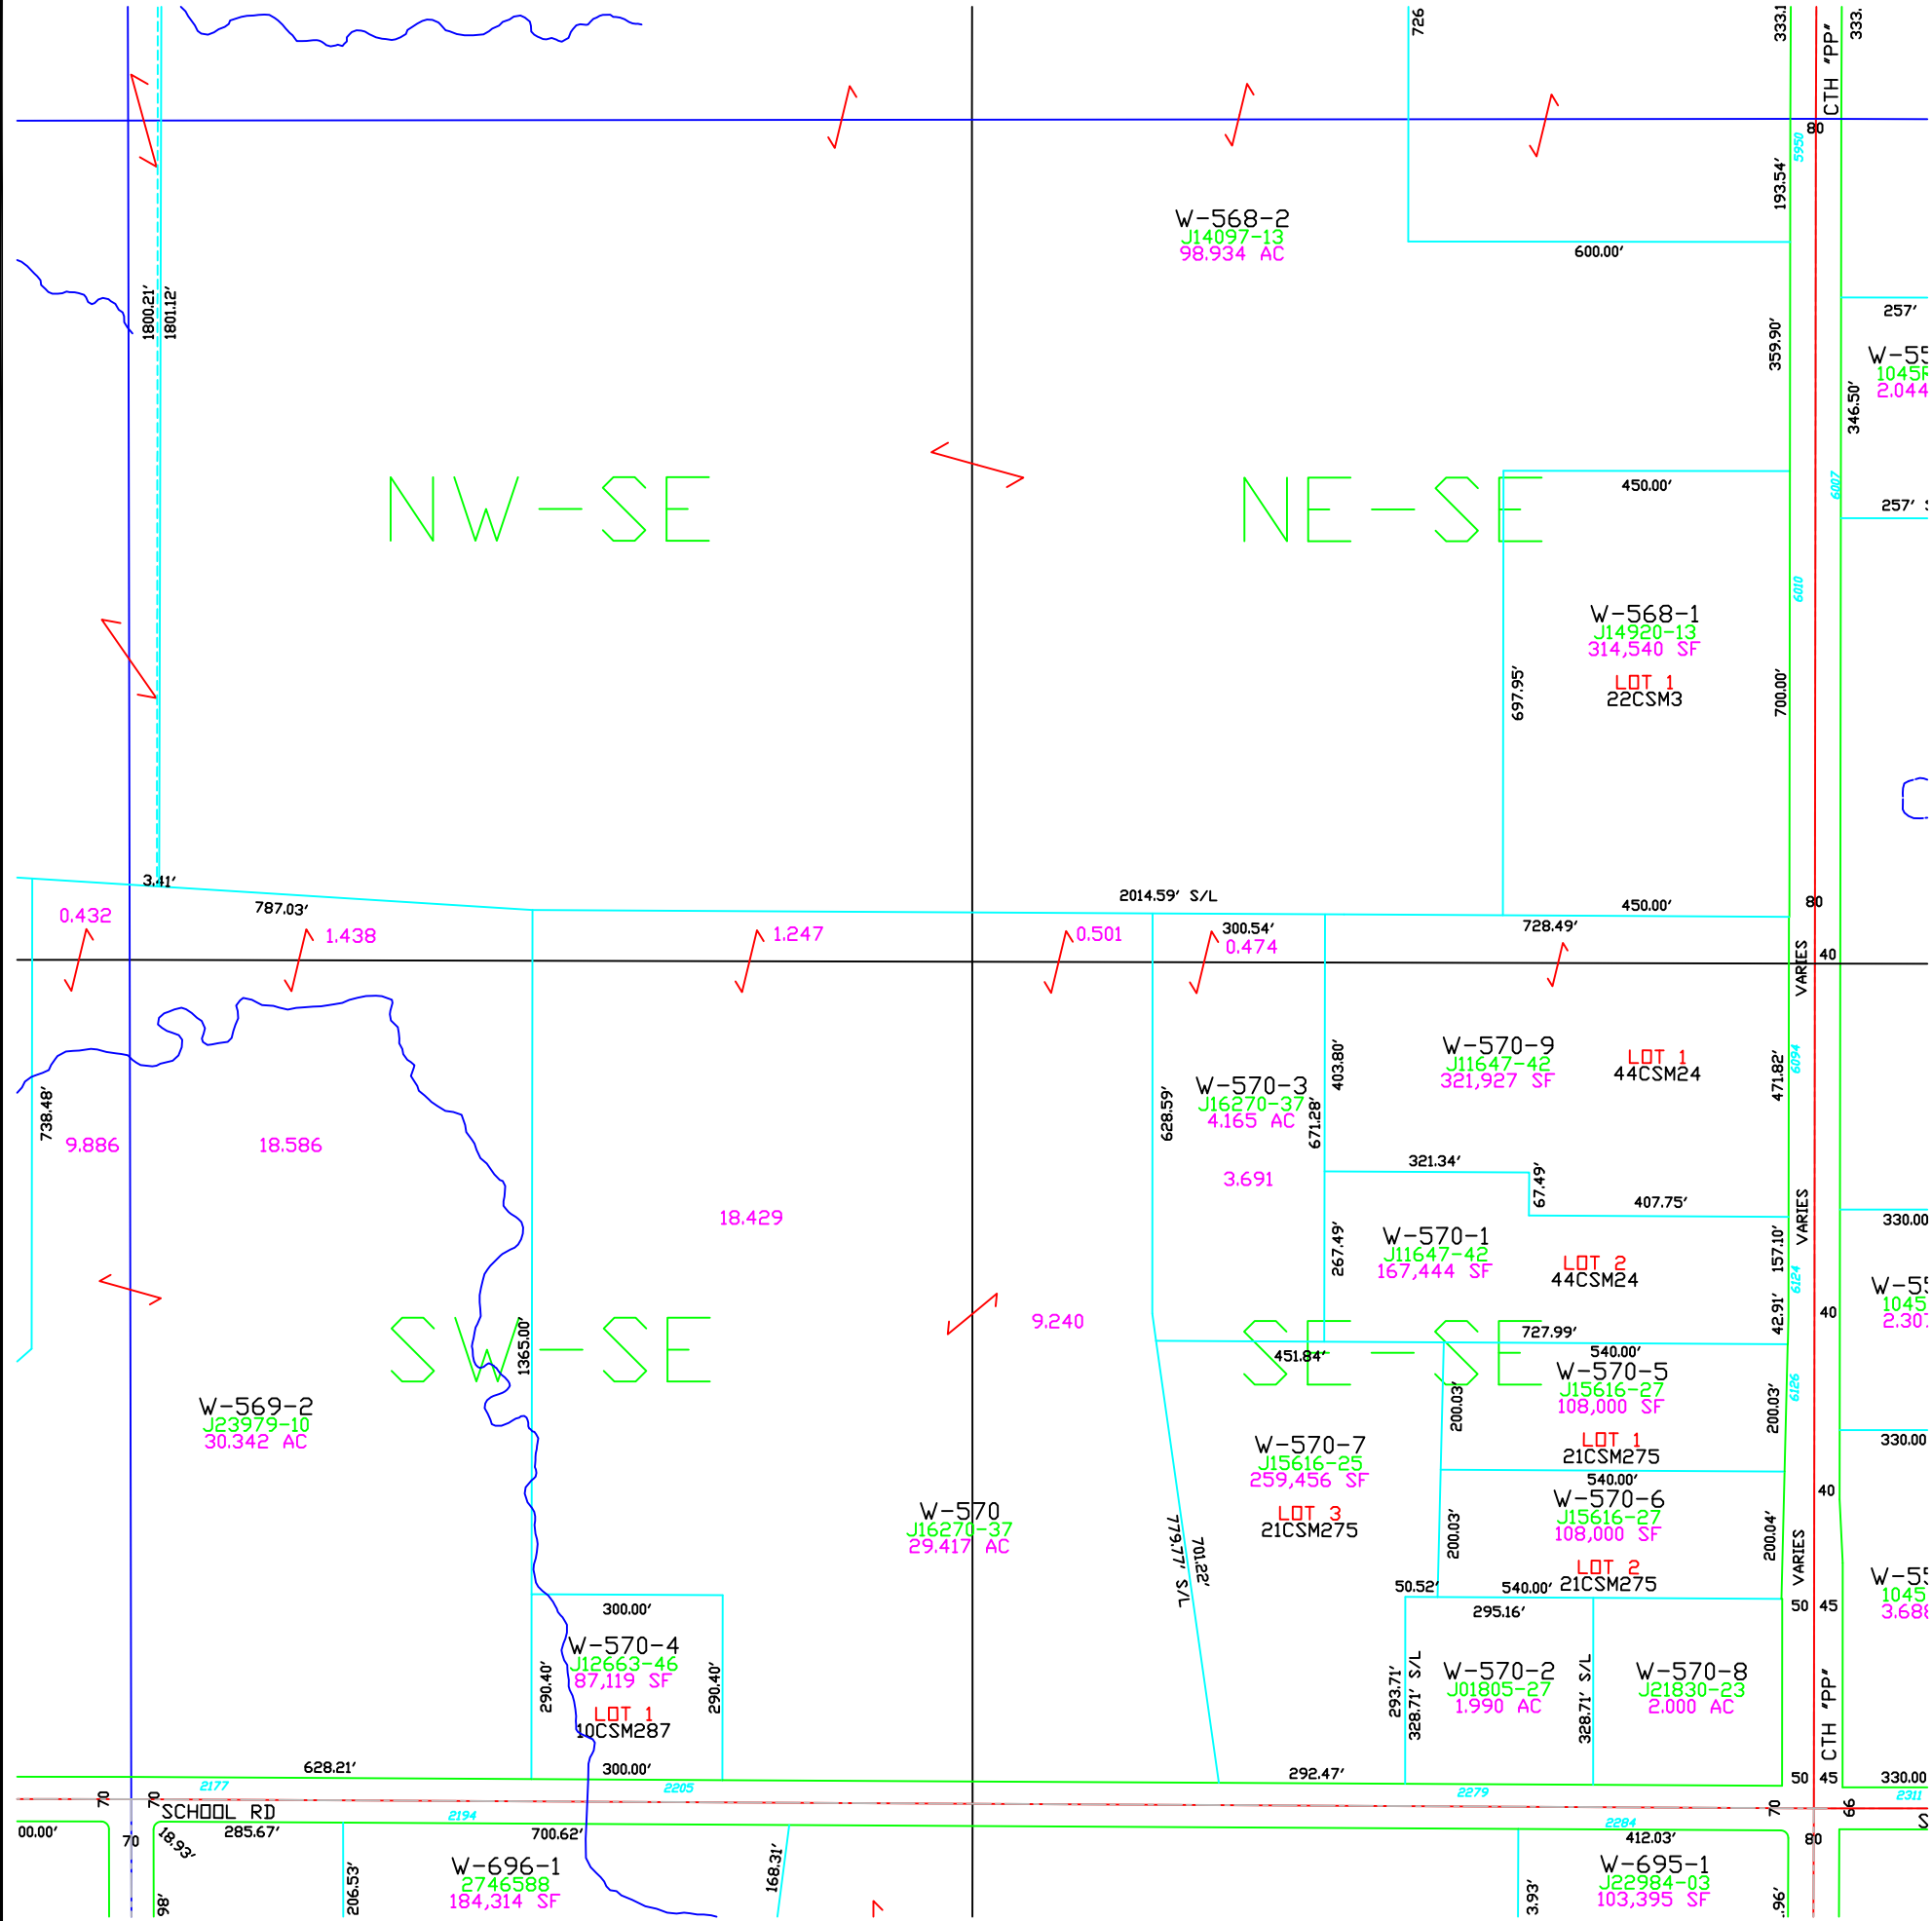 726
333.1
CTH "PP"
333.
80
5950
193.54'
W-568-2
J14097-13
98.934 AC
600.00'
1800.21'
1801.12'
257'
359.90'
W-55
1045
2.044
346.50'
NW-SE
NE-SE
450.00'
6007
257'
6010
W-568-1
J14920-13
314,540 SF
LOT 1
22CSM3
697.95'
700.00'
3.41'
787.03'
2014.59' S/L
450.00'
80
0.432
1.438
1.247
0.501
300.54'
0.474
728.49'
VARIES
40
W-570-9
J11647-42
321,927 SF
LOT 1
44CSM24
6094
471.82'
403.80'
W-570-3
J16270-37
4.165 AC
738.48'
628.59'
671.28'
9.886
18.586
3.691
321.34'
67.49'
407.75'
VARIES
330.00
18.429
W-570-1
J11647-42
167,444 SF
267.49'
LOT 2
44CSM24
157.10'
6124
W-55
1045
2.307
42.91'
40
9.240
SW-SE
SE-SE
1365.00'
727.99'
451.84'
540.00'
W-570-5
J15616-27
108,000 SF
6126
200.03'
200.03'
W-569-2
J23979-10
30.342 AC
W-570-7
J15616-25
259,456 SF
LOT 1
21CSM275
330.00
540.00'
40
W-570-6
J15616-27
108,000 SF
W-570
J16270-37
29.417 AC
LOT 3
21CSM275
200.03'
200.04'
779.77' S/L
701.22'
VARIES
LOT 2
21CSM275
W-55
1045
3.688
50.52'
540.00'
300.00'
295.16'
50
45
W-570-4
J12663-46
87,119 SF
290.40'
290.40'
LOT 1
10CSM287
293.71'
328.71' S/L
W-570-2
J01805-27
1.990 AC
328.71' S/L
W-570-8
J21830-23
2.000 AC
CTH "PP"
628.21'
300.00'
292.47'
50
45
330.00
2177
2205
2279
2311
70
70
SCHOOL RD
2194
70
66
S
00.00'
70
18.93'
285.67'
700.62'
2284
412.03'
80
W-696-1
2746588
184,314 SF
98'
206.53'
168.31'
3.93'
W-695-1
J22984-03
103,395 SF
.96'